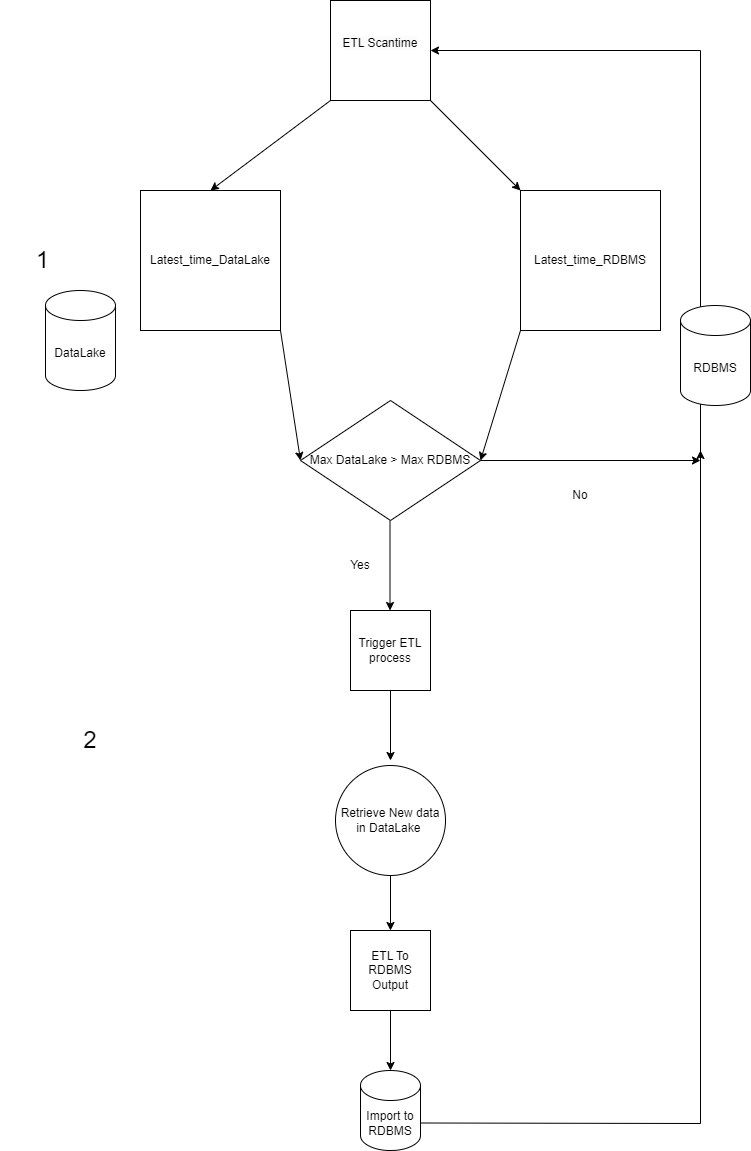 ETL Scantime
1
Latest_time_DataLake
Latest_time_RDBMS
DataLake
RDBMS
Max DataLake > Max RDBMS
No
Yes
Trigger ETL
process
2
Retrieve New data
in DataLake
ETL To
RDBMS
Output
Import to
RDBMS